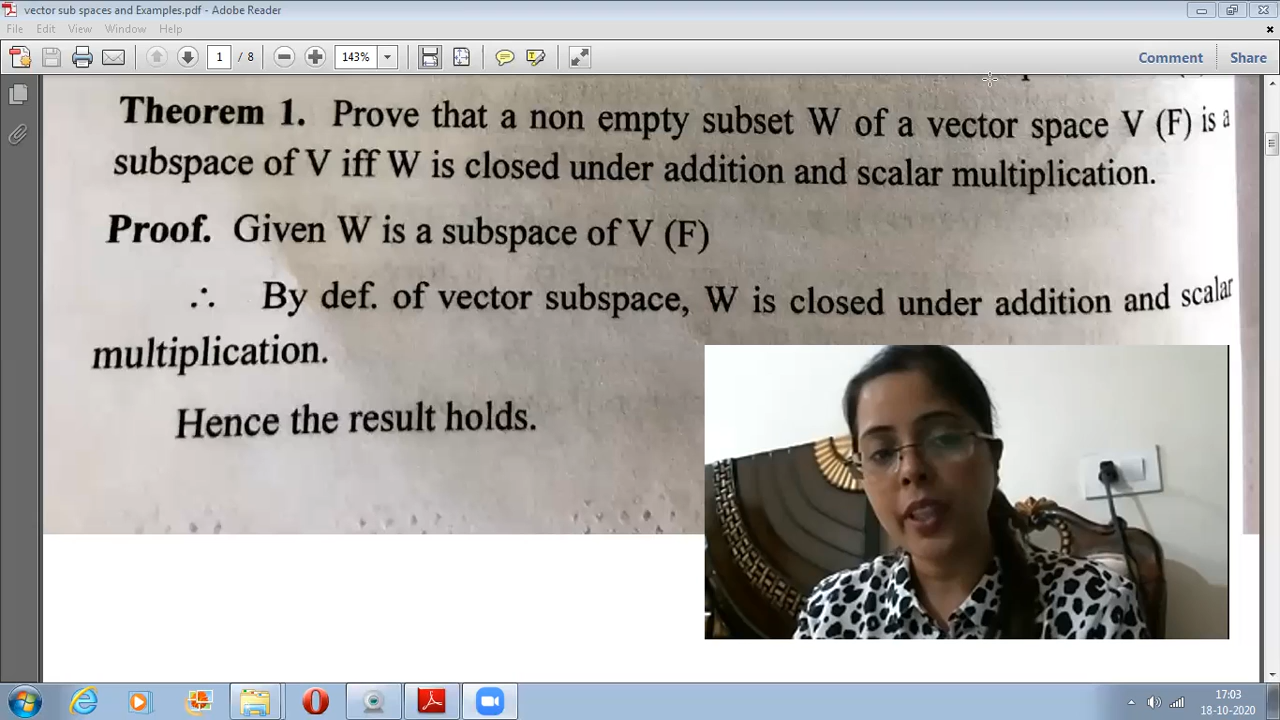 vector sub spaces and Examples.pdf - Adobe Reader
File Edit View Window Help
1 / 8 143% Comment Share
Theorem 1. Prove that a non empty subset W of a vector space V (F) is a
subspace of V iff W is closed under addition and scalar multiplication.
Proof. Given W is a subspace of V (F)
∴ By def. of vector subspace, W is closed under addition and scalar
multiplication.
Hence the result holds.
17:03
18-10-2020